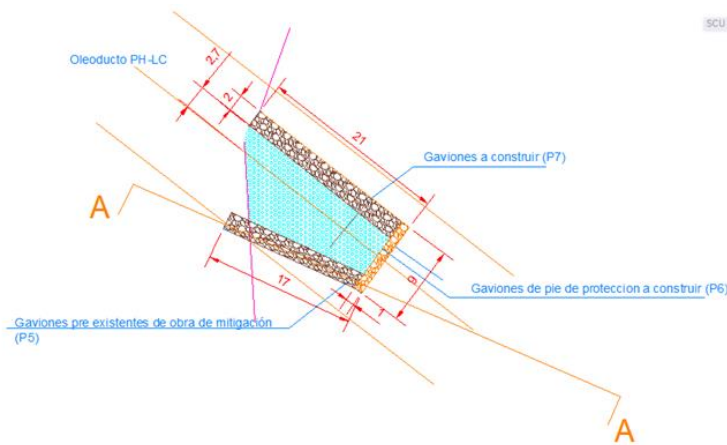 SCU
Oleoducto PH-LC
2,7
2
21
Gaviones a construir (P7)
A
9
17
1
Gaviones de pie de proteccion a construir (P6)
Gaviones pre existentes de obra de mitigación
(P5)
A